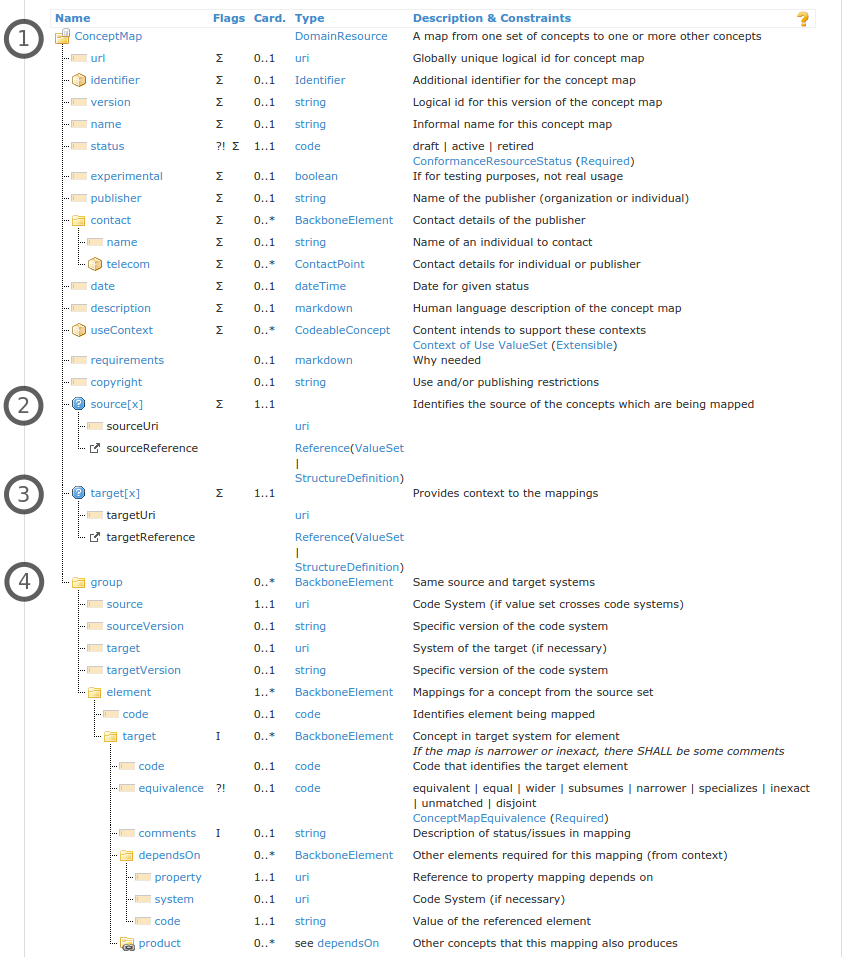 Name Flags Card. Type Description & Constraints ?
1 ConceptMap DomainResource A map from one set of concepts to one or more other concepts
url Σ 0..1 uri Globally unique logical id for concept map
identifier Σ 0..1 Identifier Additional identifier for the concept map
version Σ 0..1 string Logical id for this version of the concept map
name Σ 0..1 string Informal name for this concept map
status ?! Σ 1..1 code draft | active | retired
ConformanceResourceStatus (Required)
experimental Σ 0..1 boolean If for testing purposes, not real usage
publisher Σ 0..1 string Name of the publisher (organization or individual)
contact Σ 0..* BackboneElement Contact details of the publisher
name Σ 0..1 string Name of an individual to contact
telecom Σ 0..* ContactPoint Contact details for individual or publisher
date Σ 0..1 dateTime Date for given status
description Σ 0..1 markdown Human language description of the concept map
useContext Σ 0..* CodeableConcept Content intends to support these contexts
Context of Use ValueSet (Extensible)
requirements 0..1 markdown Why needed
copyright 0..1 string Use and/or publishing restrictions
2 source[x] Σ 1..1 Identifies the source of the concepts which are being mapped
sourceUri uri
sourceReference Reference(ValueSet
|
StructureDefinition)
3 target[x] Σ 1..1 Provides context to the mappings
targetUri uri
targetReference Reference(ValueSet
|
StructureDefinition)
4 group 0..* BackboneElement Same source and target systems
source 1..1 uri Code System (if value set crosses code systems)
sourceVersion 0..1 string Specific version of the code system
target 0..1 uri System of the target (if necessary)
targetVersion 0..1 string Specific version of the code system
element 1..* BackboneElement Mappings for a concept from the source set
code 0..1 code Identifies element being mapped
target I 0..* BackboneElement Concept in target system for element
If the map is narrower or inexact, there SHALL be some comments
code 0..1 code Code that identifies the target element
equivalence ?! 0..1 code equivalent | equal | wider | subsumes | narrower | specializes | inexact
| unmatched | disjoint
ConceptMapEquivalence (Required)
comments I 0..1 string Description of status/issues in mapping
dependsOn 0..* BackboneElement Other elements required for this mapping (from context)
property 1..1 uri Reference to property mapping depends on
system 0..1 uri Code System (if necessary)
code 1..1 string Value of the referenced element
product 0..* see dependsOn Other concepts that this mapping also produces